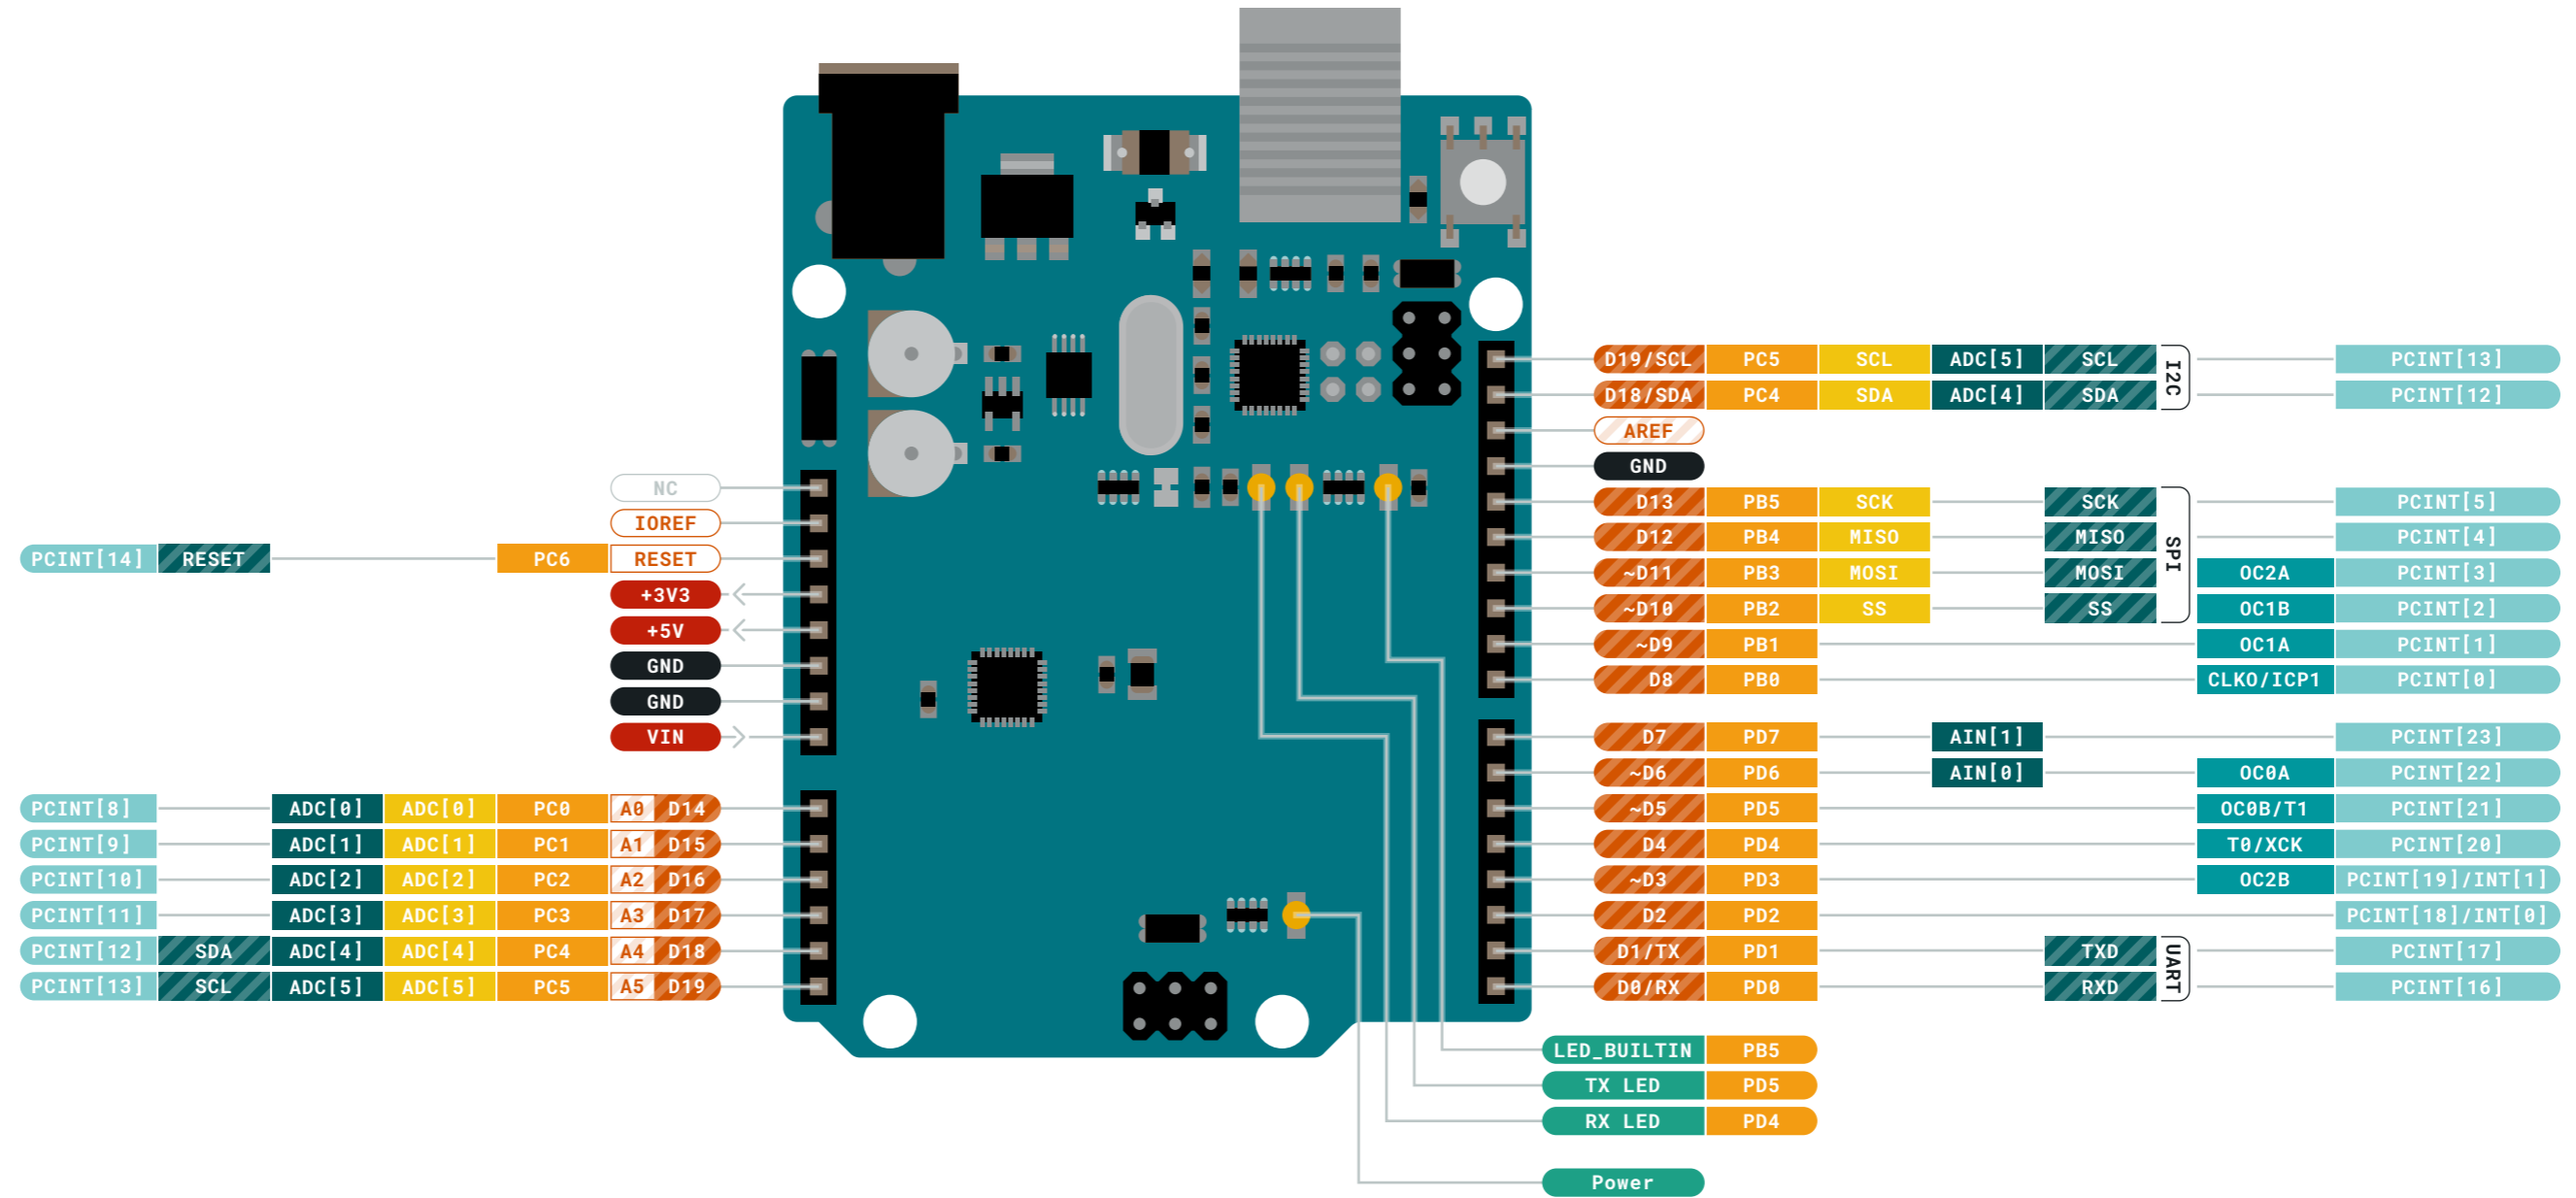 NC
IOREF
PCINT[14] RESET PC6 RESET
+3V3
+5V
GND
GND
VIN
PCINT[8] ADC[0] ADC[0] PC0 A0 D14
PCINT[9] ADC[1] ADC[1] PC1 A1 D15
PCINT[10] ADC[2] ADC[2] PC2 A2 D16
PCINT[11] ADC[3] ADC[3] PC3 A3 D17
PCINT[12] SDA ADC[4] ADC[4] PC4 A4 D18
PCINT[13] SCL ADC[5] ADC[5] PC5 A5 D19
D19/SCL PC5 SCL ADC[5] SCL PCINT[13]
D18/SDA PC4 SDA ADC[4] SDA PCINT[12]
I2C
AREF
GND
D13 PB5 SCK SCK PCINT[5]
D12 PB4 MISO MISO PCINT[4]
~D11 PB3 MOSI MOSI OC2A PCINT[3]
~D10 PB2 SS SS OC1B PCINT[2]
SPI
~D9 PB1 OC1A PCINT[1]
D8 PB0 CLKO/ICP1 PCINT[0]
D7 PD7 AIN[1] PCINT[23]
~D6 PD6 AIN[0] OC0A PCINT[22]
~D5 PD5 OC0B/T1 PCINT[21]
D4 PD4 T0/XCK PCINT[20]
~D3 PD3 OC2B PCINT[19]/INT[1]
D2 PD2 PCINT[18]/INT[0]
D1/TX PD1 TXD PCINT[17]
D0/RX PD0 RXD PCINT[16]
UART
LED_BUILTIN PB5
TX LED PD5
RX LED PD4
Power